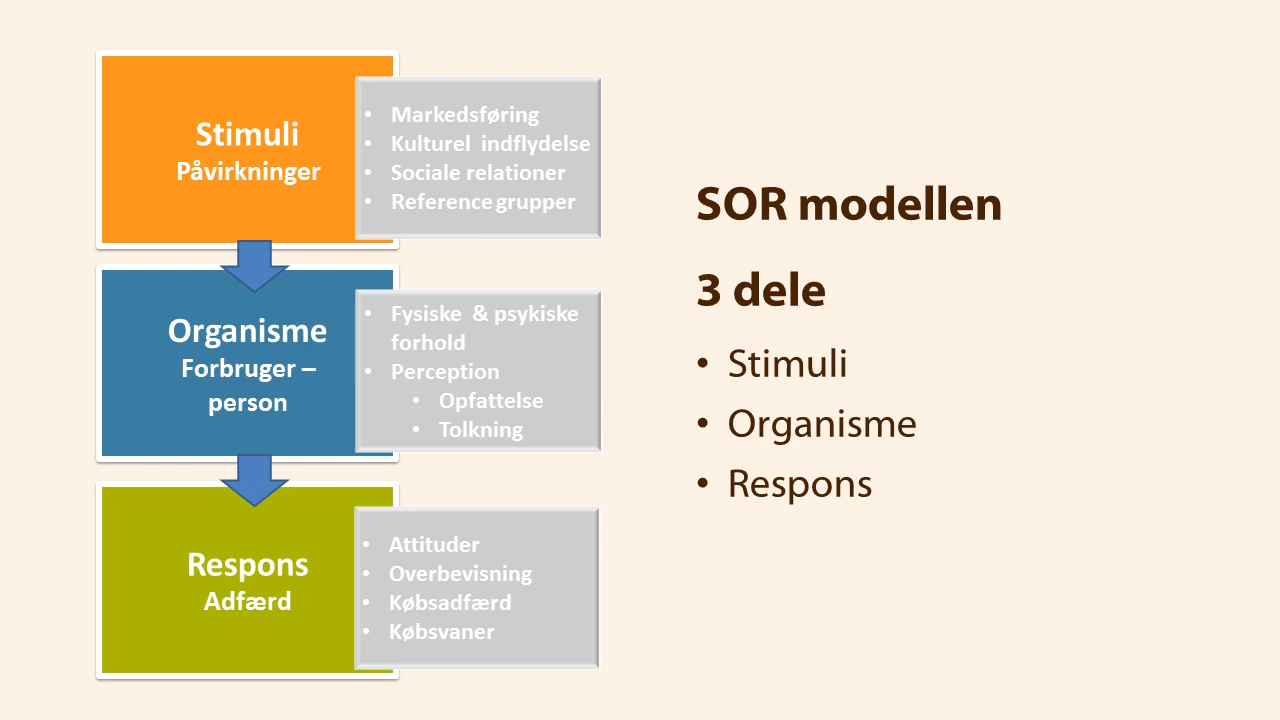 Stimuli
Påvirkninger
• Markedsføring
• Kulturel indflydelse
• Sociale relationer
• Reference grupper
Organisme
Forbruger –
person
• Fysiske & psykiske
forhold
• Perception
• Opfattelse
• Tolkning
Respons
Adfærd
• Attituder
• Overbevisning
• Købsadfærd
• Købsvaner
SOR modellen
3 dele
• Stimuli
• Organisme
• Respons